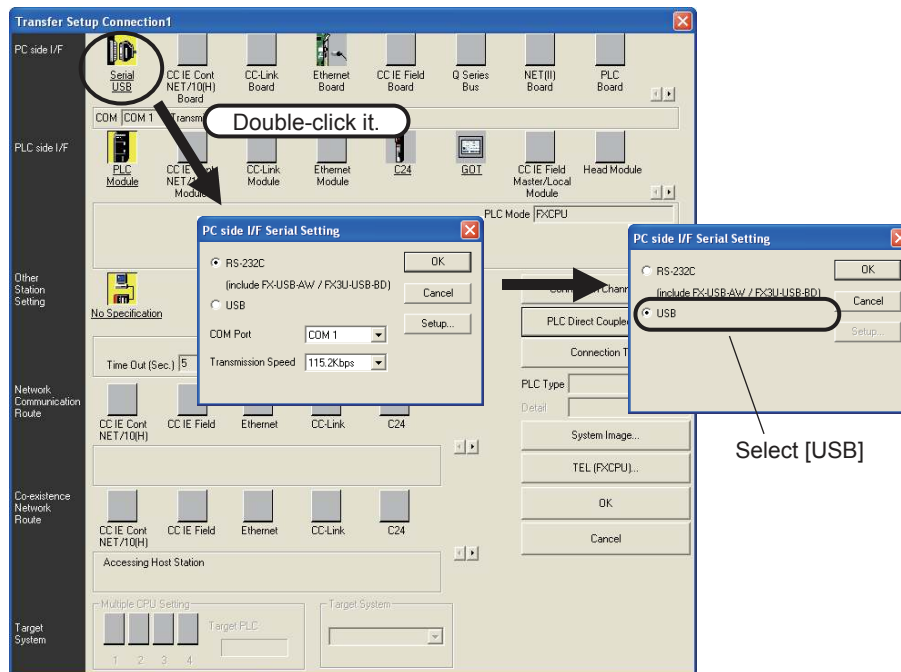 Transfer Setup Connection1
PC side I/F
Serial
USB
CC IE Cont
NET/10(H)
Board
CC-Link
Board
Ethernet
Board
CC IE Field
Board
Q Series
Bus
NET(II)
Board
PLC
Board
COM COM 1
Double-click it.
PLC side I/F
PLC
Module
CC IE Cont
CC-Link
Module
Ethernet
Module
C24
GOT
CC IE Field
Master/Local
Module
Head Module
PLC Mode FXCPU
PC side I/F Serial Setting
RS-232C
(include FX-USB-AW / FX3U-USB-BD)
USB
COM Port COM 1
Transmission Speed 115.2Kbps
OK
Cancel
Setup...
PC side I/F Serial Setting
RS-232C
(include FX-USB-AW / FX3U-USB-BD)
USB
OK
Cancel
Setup...
Select [USB]
Other
Station
Setting
No Specification
Time Out (Sec.) 5
PLC Direct
PLC Type
Detail
System Image...
TEL (FXCPU)...
OK
Cancel
Network
Communication
Route
CC IE Cont
NET/10(H)
CC IE Field
Ethernet
CC-Link
C24
Co-existence
Network
Route
CC IE Cont
NET/10(H)
CC IE Field
Ethernet
CC-Link
C24
Accessing Host Station
Target
System
Multiple CPU Setting
1 2 3 4
Target PLC
Target System